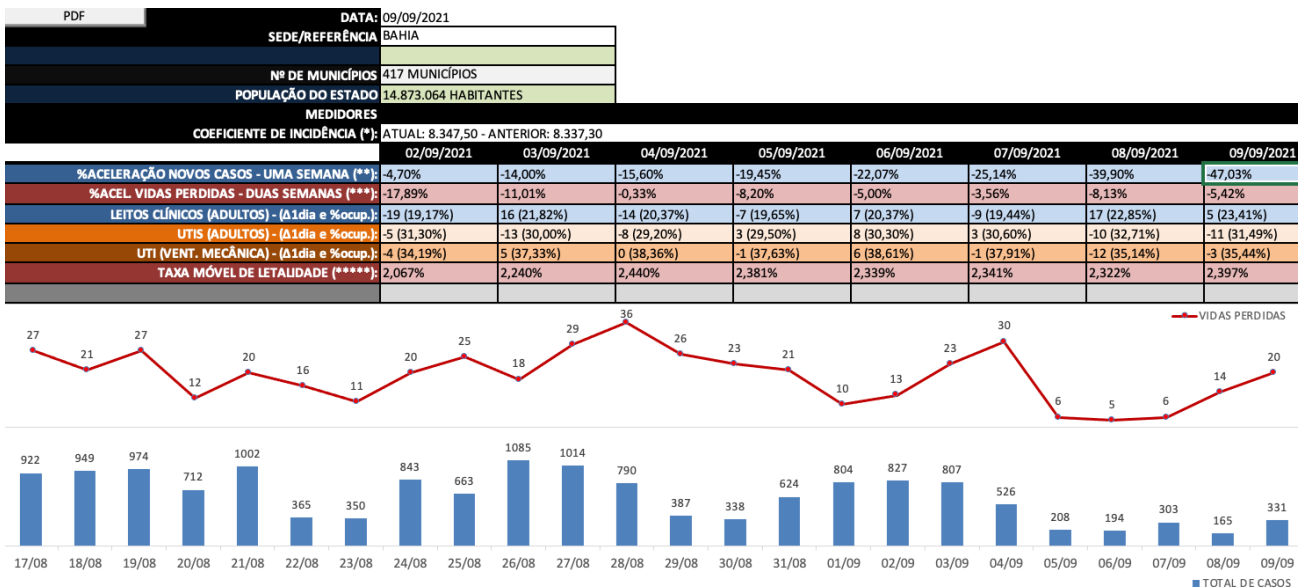 PDF DATA: 09/09/2021
SEDE/REFERÊNCIA BAHIA
Nº DE MUNICÍPIOS 417 MUNICÍPIOS
POPULAÇÃO DO ESTADO 14.873.064 HABITANTES
MEDIDORES
COEFICIENTE DE INCIDÊNCIA (*): ATUAL: 8.347,50 - ANTERIOR: 8.337,30
02/09/2021 03/09/2021 04/09/2021 05/09/2021 06/09/2021 07/09/2021 08/09/2021 09/09/2021
%ACELERAÇÃO NOVOS CASOS - UMA SEMANA (**): -4,70% -14,00% -15,60% -19,45% -22,07% -25,14% -39,90% -47,03%
%ACEL. VIDAS PERDIDAS - DUAS SEMANAS (***): -17,89% -11,01% -0,33% -8,20% -5,00% -3,56% -8,13% -5,42%
LEITOS CLÍNICOS (ADULTOS) - (Δ1dia e %ocup.): -19 (19,17%) 16 (21,82%) -14 (20,37%) -7 (19,65%) 7 (20,37%) -9 (19,44%) 17 (22,85%) 5 (23,41%)
UTIS (ADULTOS) - (Δ1dia e %ocup.): -5 (31,30%) -13 (30,00%) -8 (29,20%) 3 (29,50%) 8 (30,30%) 3 (30,60%) -10 (32,71%) -11 (31,49%)
UTI (VENT. MECÂNICA) - (Δ1dia e %ocup.): -4 (34,19%) 5 (37,33%) 0 (38,36%) -1 (37,63%) 6 (38,61%) -1 (37,91%) -12 (35,14%) -3 (35,44%)
TAXA MÓVEL DE LETALIDADE (*****): 2,067% 2,240% 2,440% 2,381% 2,339% 2,341% 2,322% 2,397%
VIDAS PERDIDAS
27 21 27 12 20 16 11 20 25 18 29 36 26 23 21 10 13 23 30 6 5 6 14 20
922 949 974 712 1002 365 350 843 663 1085 1014 790 387 338 624 804 827 807 526 208 194 303 165 331
17/08 18/08 19/08 20/08 21/08 22/08 23/08 24/08 25/08 26/08 27/08 28/08 29/08 30/08 31/08 01/09 02/09 03/09 04/09 05/09 06/09 07/09 08/09 09/09
TOTAL DE CASOS